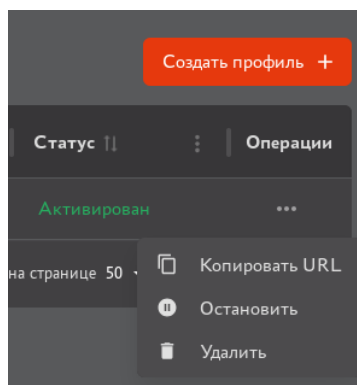 Создать профиль +
Статус
Операции
Активирован
на странице 50
Копировать URL
Остановить
Удалить